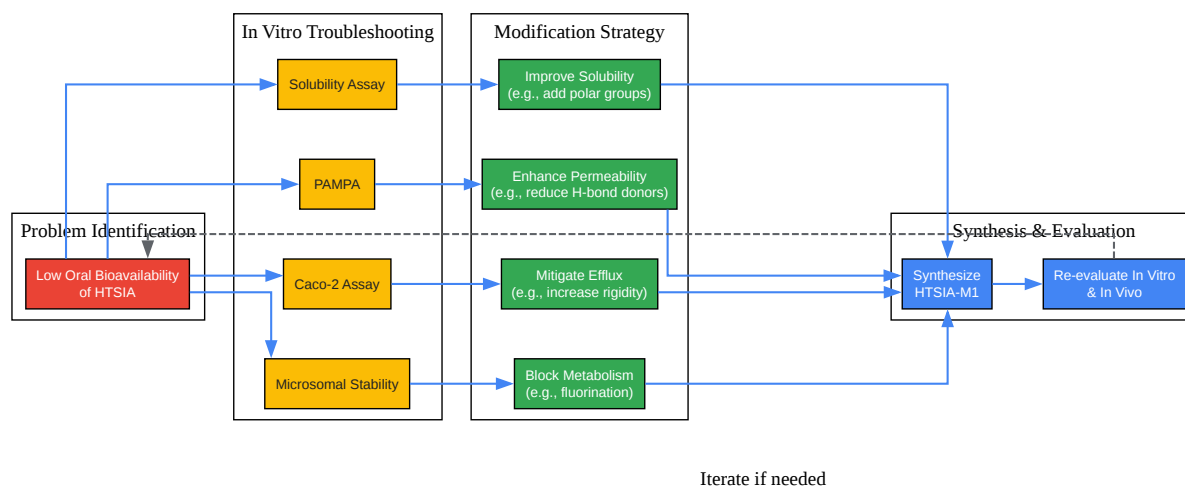 In Vitro Troubleshooting
Modification Strategy
Solubility Assay
Improve Solubility
(e.g., add polar groups)
PAMPA
Enhance Permeability
(e.g., reduce H-bond donors)
Problem Identification
Synthesis & Evaluation
Low Oral Bioavailability
of HTSIA
Caco-2 Assay
Mitigate Efflux
(e.g., increase rigidity)
Synthesize
HTSIA-M1
Re-evaluate In Vitro
& In Vivo
Microsomal Stability
Block Metabolism
(e.g., fluorination)
Iterate if needed